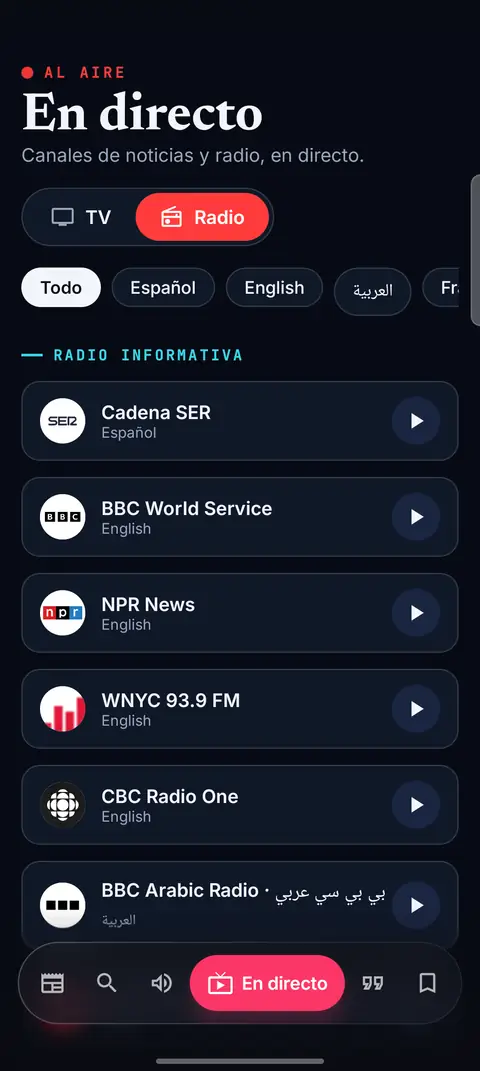 AL AIRE
En directo
Canales de noticias y radio, en directo.
TV
Radio
Todo
Español
English
العربية
Fra
RADIO INFORMATIVA
SER
Cadena SER
Español
BBC
BBC World Service
English
npr
NPR News
English
WNYC 93.9 FM
English
CBC Radio One
English
BBC Arabic Radio · بي بي سي عربي
العربية
En directo